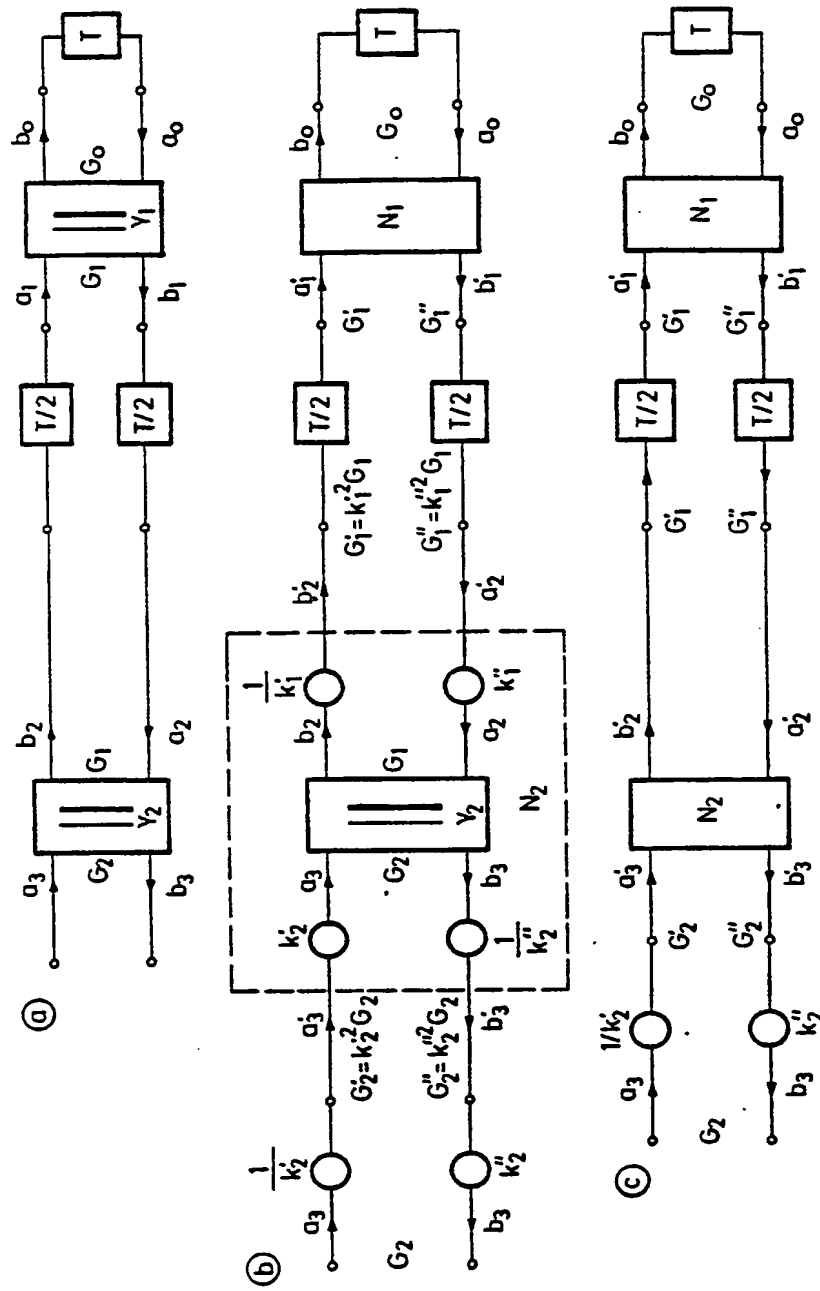 a
a₃ G₂ γ₂ G₁ b₂ T/2 a₁ G₁ γ₁ G₀ b₀ T
b₃ a₂ T/2 b₁ a₀
b
a₃ 1/k₂′ a₃′ k₂′ a₃ b₂ 1/k₁′ b₂′ T/2 a₁′ b₀
G₂′=k₂′²G₂ G₁′=k₁′²G₁ G₁′
G₂ G₂ γ₂ G₁ N₂ N₁ G₀ T
G₂″=k₂″²G₂ G₁″=k₁″²G₁ G₁″
b₃ k₂″ b₃′ 1/k₂″ b₃ a₂ k₁″ a₂′ T/2 b₁′ a₀
c
a₃ 1/k₂′ a₃′ b₂′ T/2 a₁′ b₀
G₂′ G₁′ G₁′
G₂ N₂ N₁ G₀ T
G₂″ G₁″ G₁″
b₃ k₂″ b₃′ a₂′ T/2 b₁′ a₀